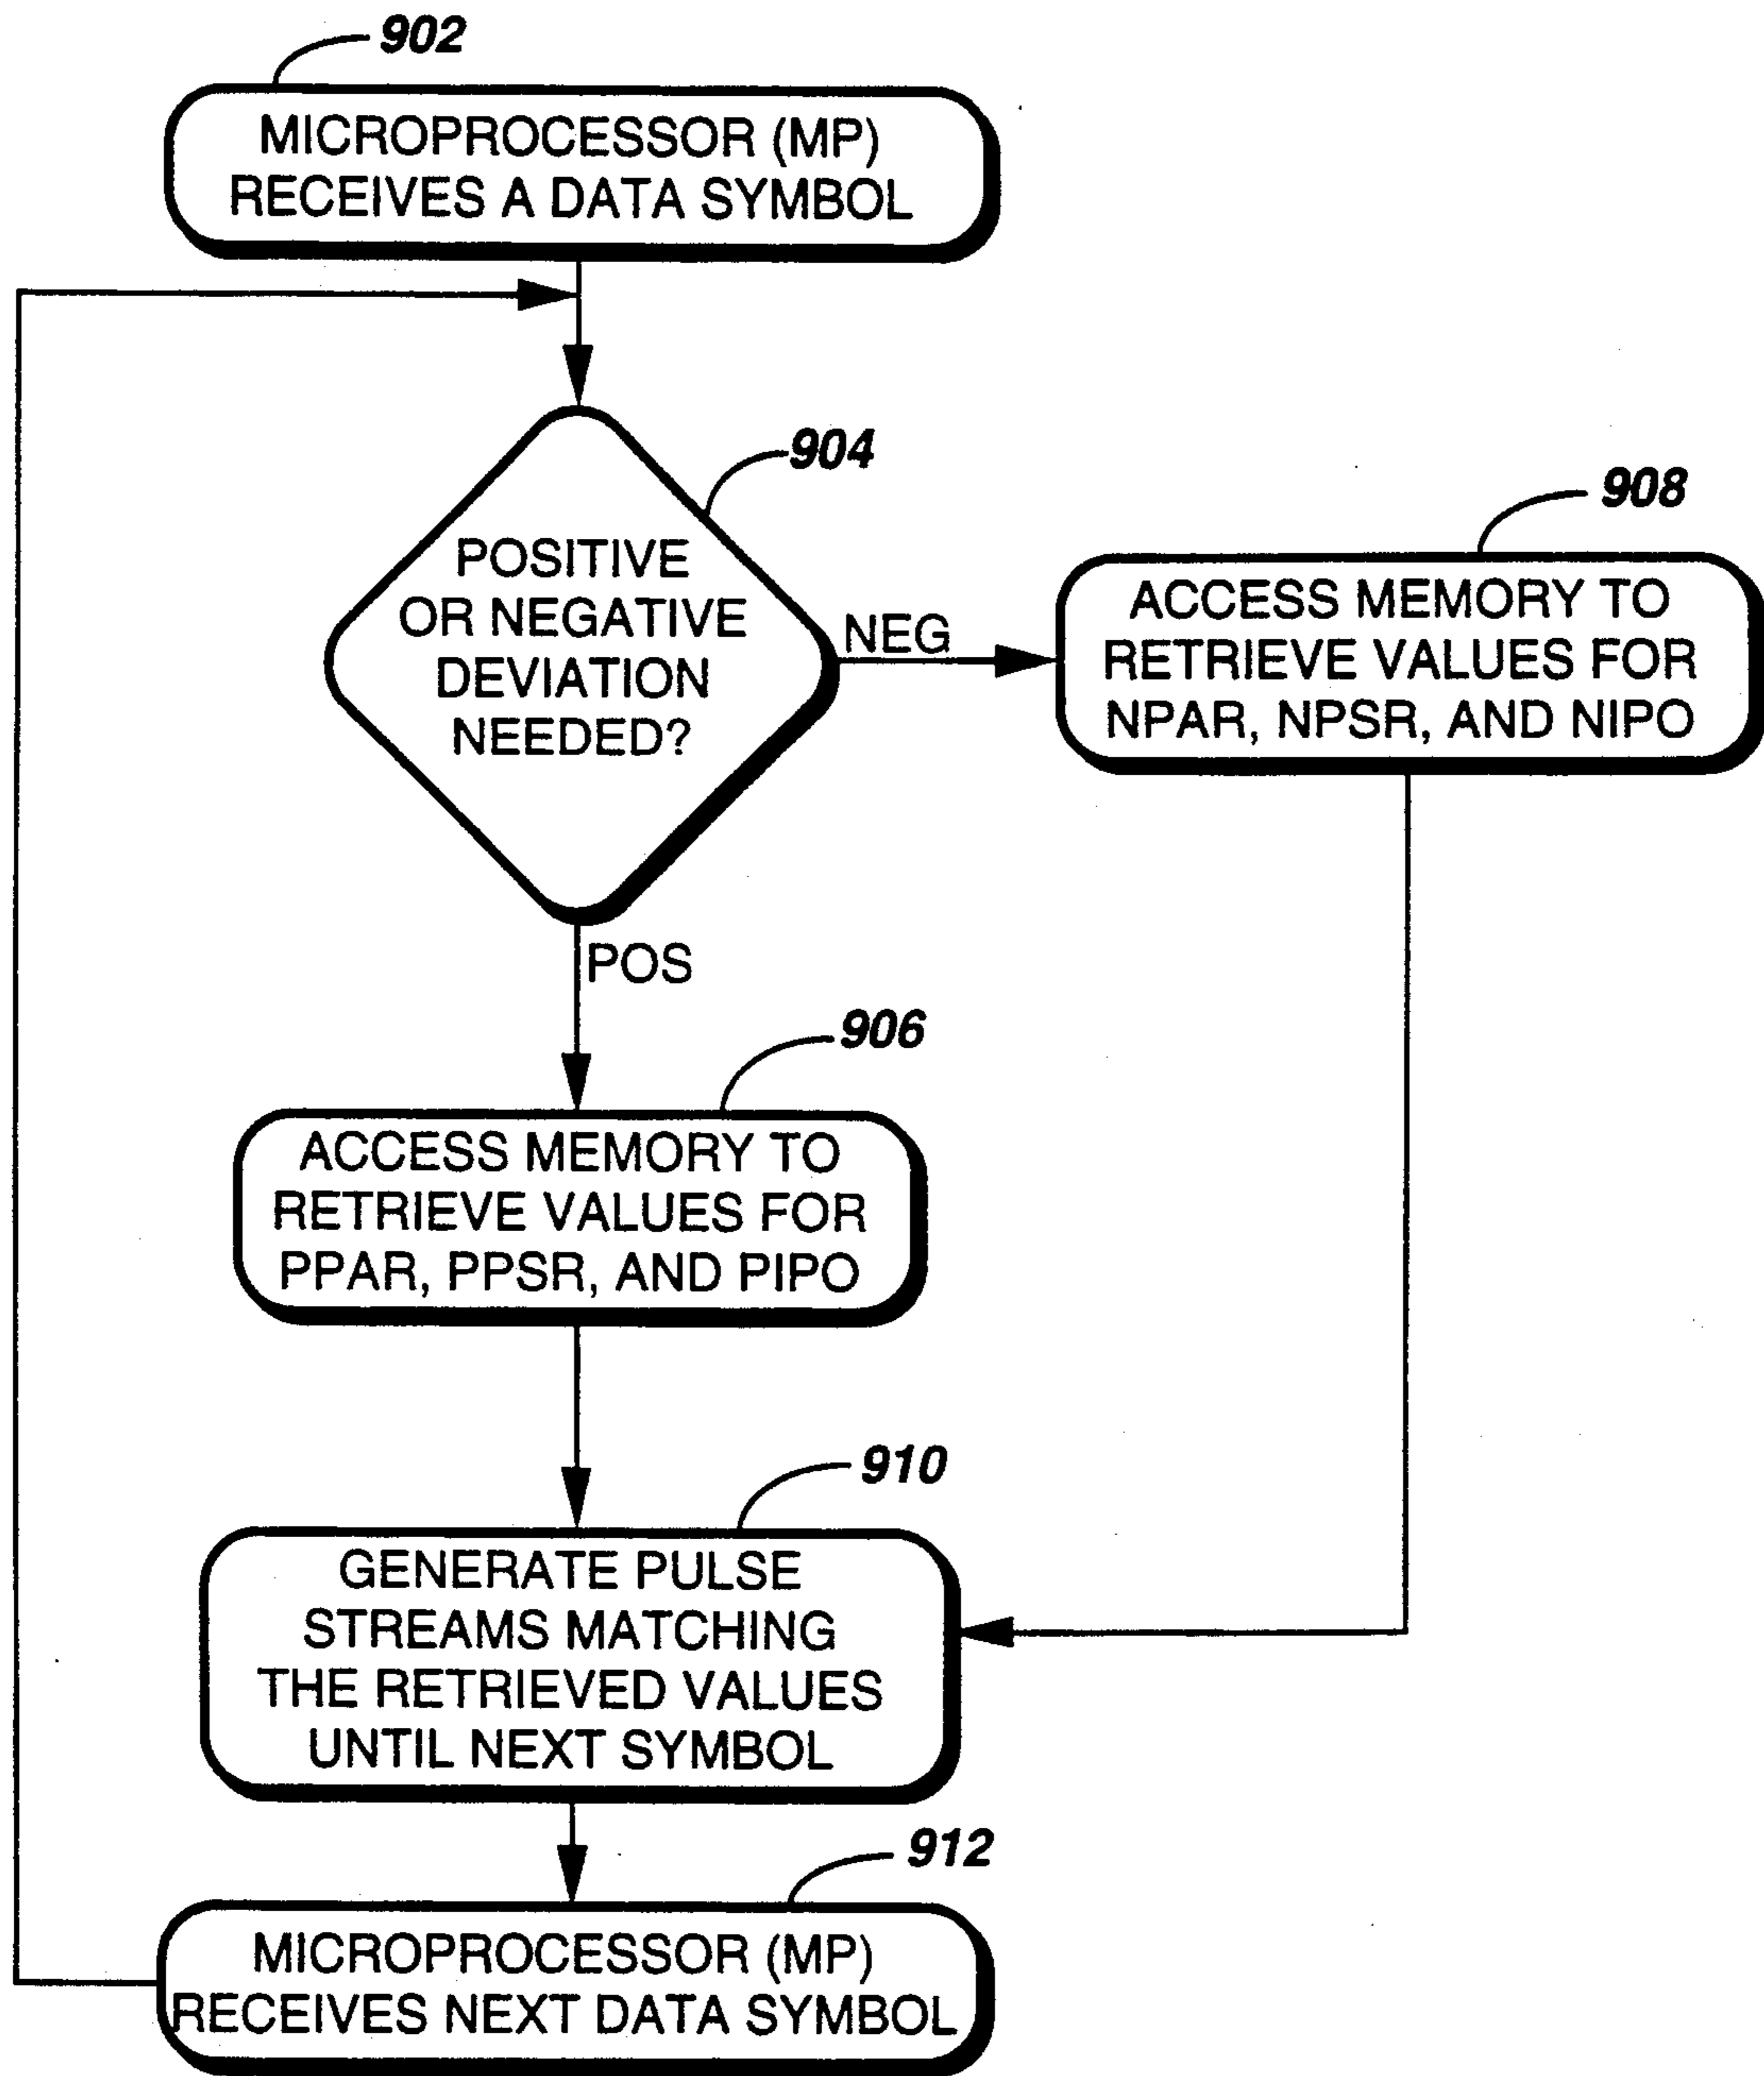 902
MICROPROCESSOR (MP)
RECEIVES A DATA SYMBOL
904
POSITIVE
OR NEGATIVE
DEVIATION
NEEDED?
NEG
908
ACCESS MEMORY TO
RETRIEVE VALUES FOR
NPAR, NPSR, AND NIPO
POS
906
ACCESS MEMORY TO
RETRIEVE VALUES FOR
PPAR, PPSR, AND PIPO
910
GENERATE PULSE
STREAMS MATCHING
THE RETRIEVED VALUES
UNTIL NEXT SYMBOL
912
MICROPROCESSOR (MP)
RECEIVES NEXT DATA SYMBOL